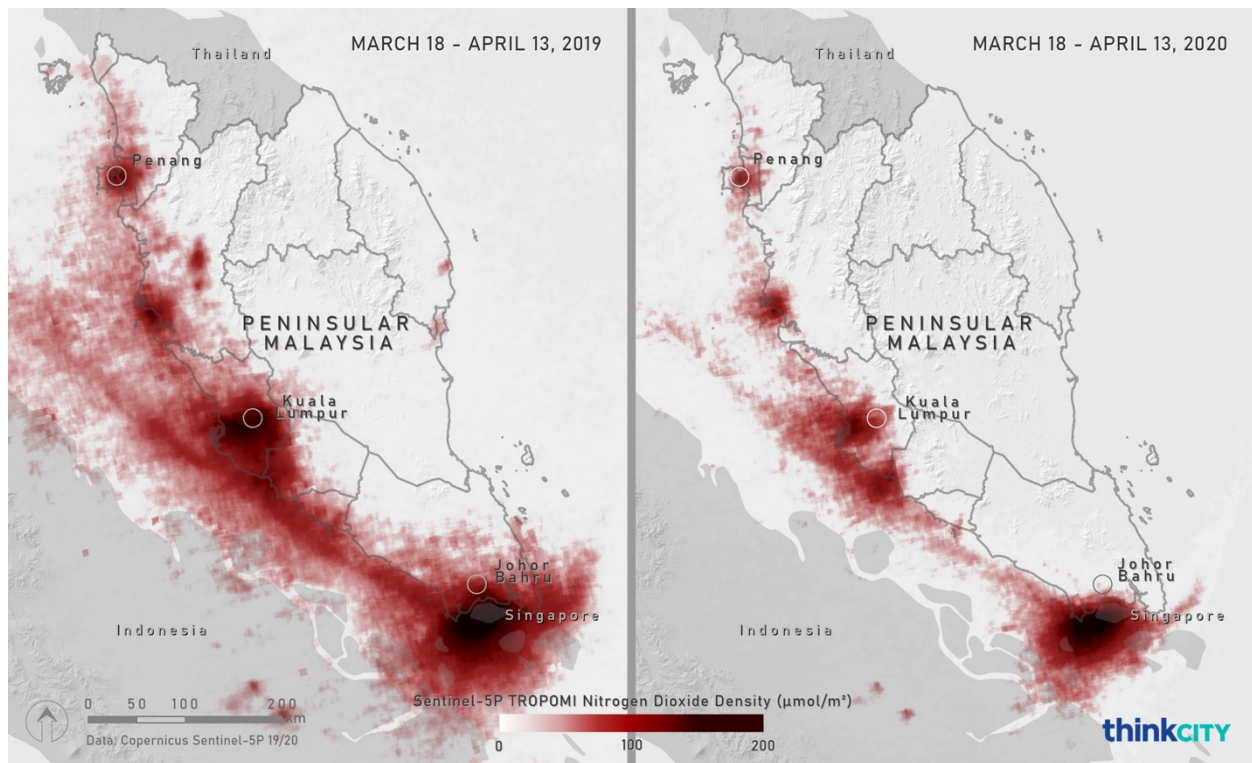 MARCH 18 - APRIL 13, 2019
Thailand
Penang
PENINSULAR
MALAYSIA
Kuala
Lumpur
Johor
Bahru
Singapore
Indonesia
0 50 100 200
km
Data: Copernicus Sentinel-5P 19/20
MARCH 18 - APRIL 13, 2020
Thailand
Penang
PENINSULAR
MALAYSIA
Kuala
Lumpur
Johor
Bahru
Singapore
Indonesia
Sentinel-5P TROPOMI Nitrogen Dioxide Density (μmol/m²)
0 100 200
thinkcity